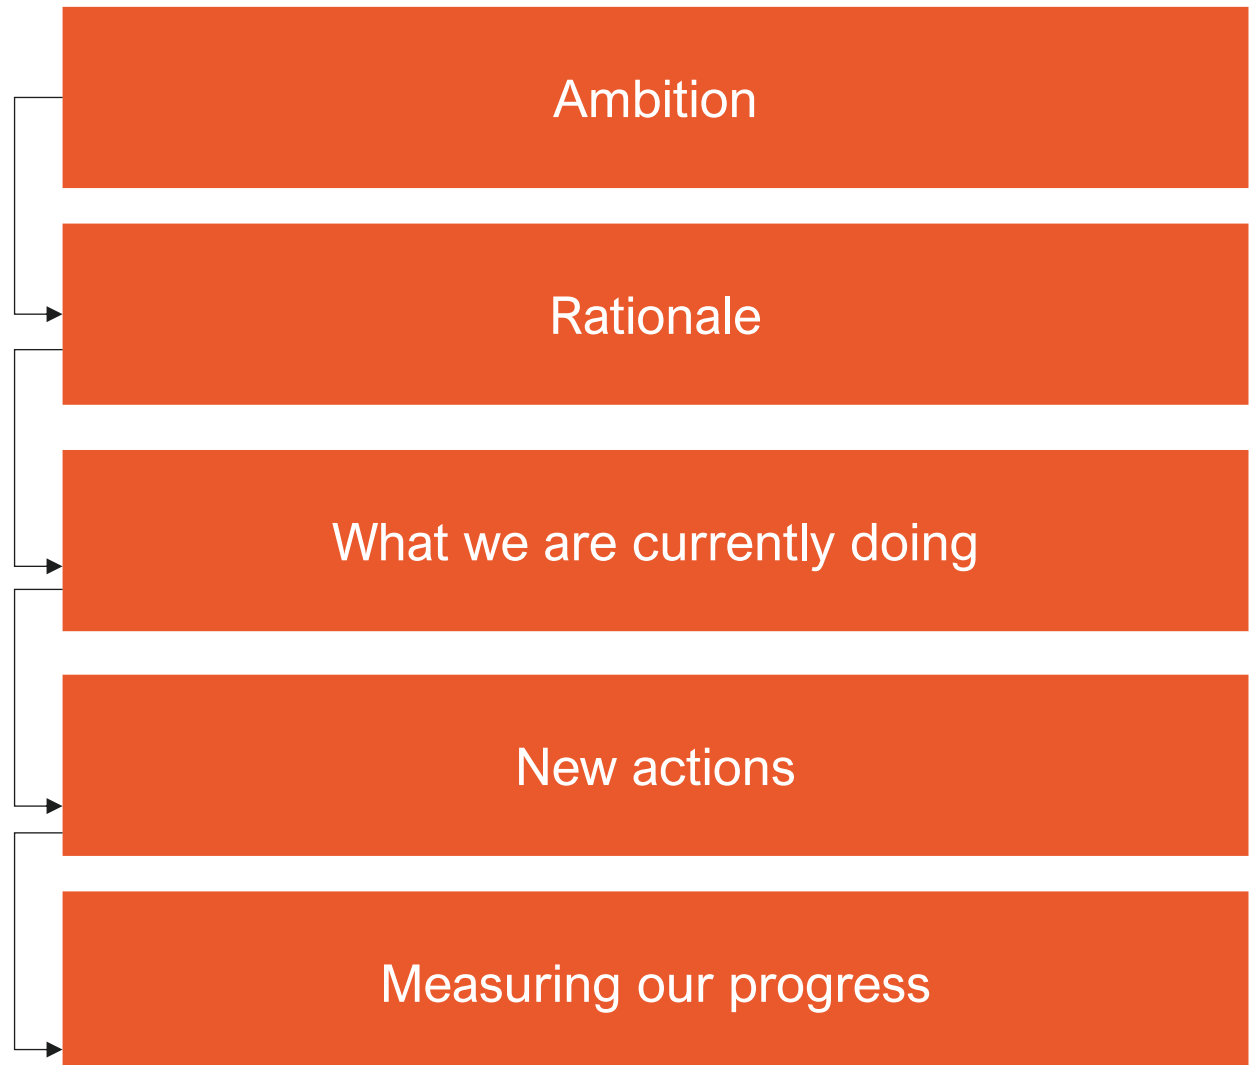 Ambition
Rationale
What we are currently doing
New actions
Measuring our progress